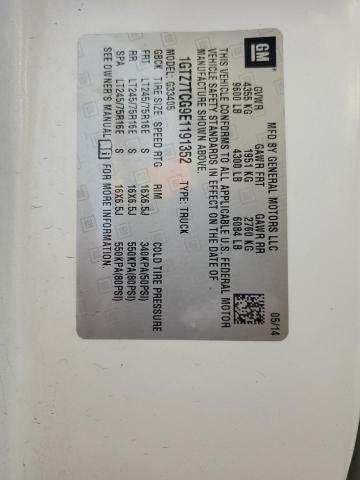 GM
MFD BY GENERAL MOTORS LLC
05/14
GVWR GAWR FRT GAWR RR
4355 KG 1951 KG 2760 KG
9600 LB 4300 LB 6084 LB
THIS VEHICLE CONFORMS TO ALL APPLICABLE U.S. FEDERAL MOTOR
VEHICLE SAFETY STANDARDS IN EFFECT ON THE DATE OF
MANUFACTURE SHOWN ABOVE.
1GTZ7TCG9E1191352 TYPE: TRUCK
MODEL: G33405
GBCK TIRE SIZE SPEED RTG RIM COLD TIRE PRESSURE
FRT LT245/75R16E S 16X6.5J 340KPA(50PSI)
RR LT245/75R16E S 16X6.5J 550KPA(80PSI)
SPA LT245/75R16E S 16X6.5J 550KPA(80PSI)
SEE OWNER'S MANUAL FOR MORE INFORMATION.